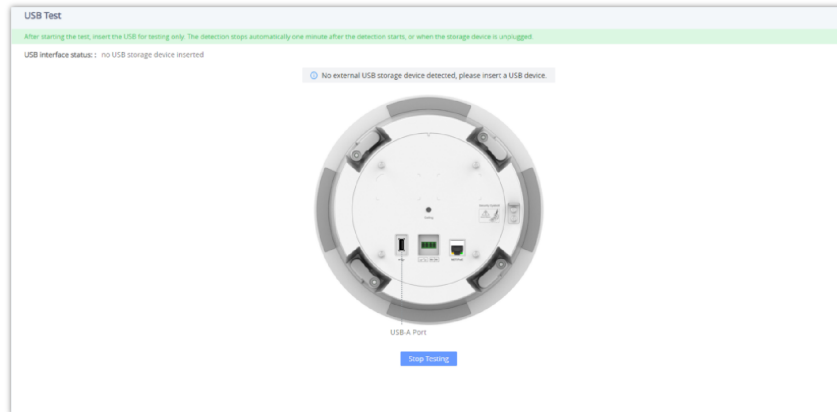 USB Test
After starting the test, insert the USB for testing only. The detection stops automatically one minute after the detection starts, or when the storage device is unplugged.
USB interface status: : no USB storage device inserted
No external USB storage device detected, please insert a USB device.
USB-A Port
Stop Testing